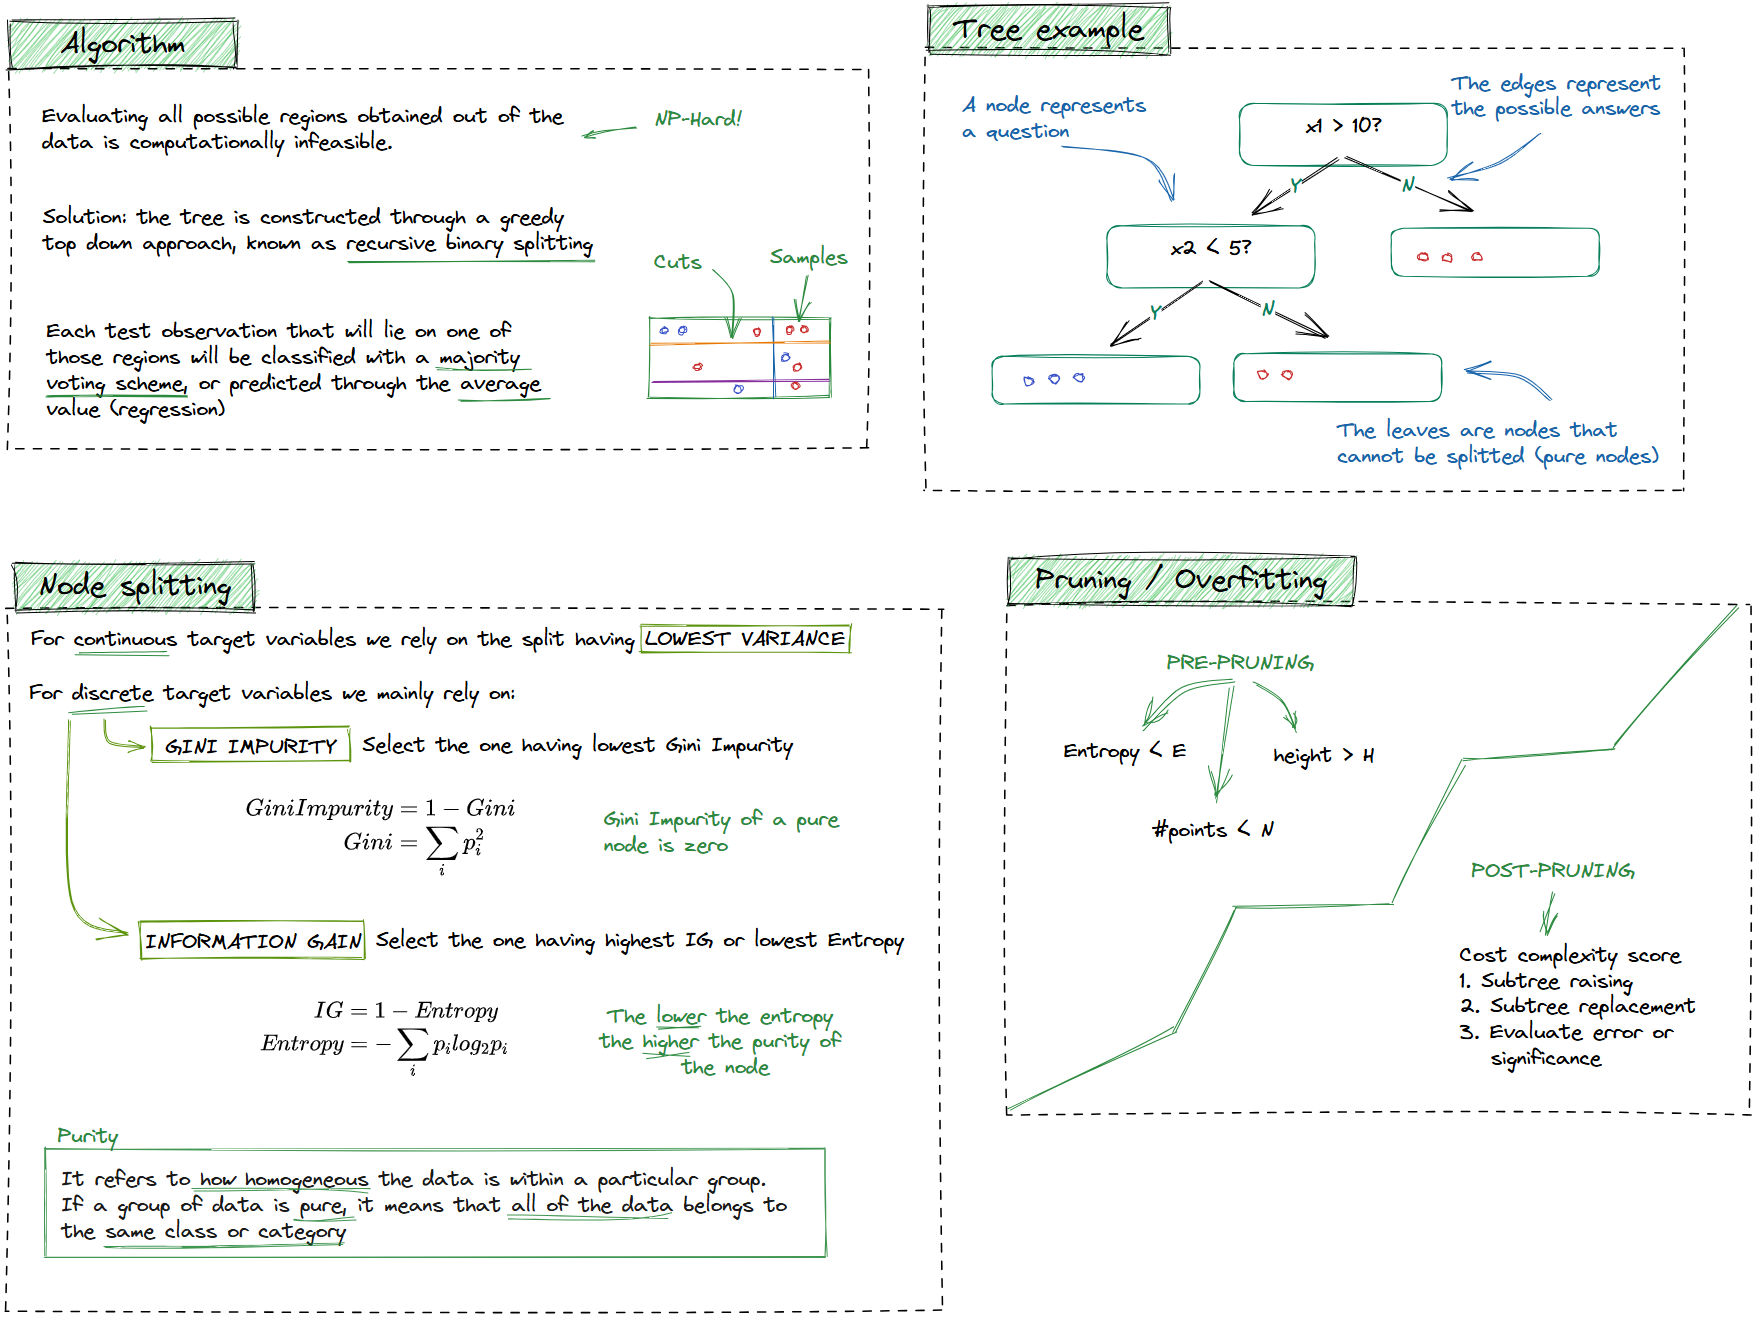 Algorithm
Evaluating all possible regions obtained out of the
data is computationally infeasible.
NP-Hard!
Solution: the tree is constructed through a greedy
top down approach, known as recursive binary splitting
Cuts
Samples
Each test observation that will lie on one of
those regions will be classified with a majority
voting scheme, or predicted through the average
value (regression)
Tree example
A node represents
a question
The edges represent
the possible answers
x1 > 10?
Y
N
x2 < 5?
Y
N
The leaves are nodes that
cannot be splitted (pure nodes)
Node splitting
For continuous target variables we rely on the split having LOWEST VARIANCE
For discrete target variables we mainly rely on:
GINI IMPURITY Select the one having lowest Gini Impurity
GiniImpurity = 1 − Gini
Gini = ∑_i p_i^2
Gini Impurity of a pure
node is zero
INFORMATION GAIN Select the one having highest IG or lowest Entropy
IG = 1 − Entropy
Entropy = − ∑_i p_i log_2 p_i
The lower the entropy
the higher the purity of
the node
Purity
It refers to how homogeneous the data is within a particular group.
If a group of data is pure, it means that all of the data belongs to
the same class or category
Pruning / Overfitting
PRE-PRUNING
Entropy < E
height > H
#points < N
POST-PRUNING
Cost complexity score
1. Subtree raising
2. Subtree replacement
3. Evaluate error or
significance